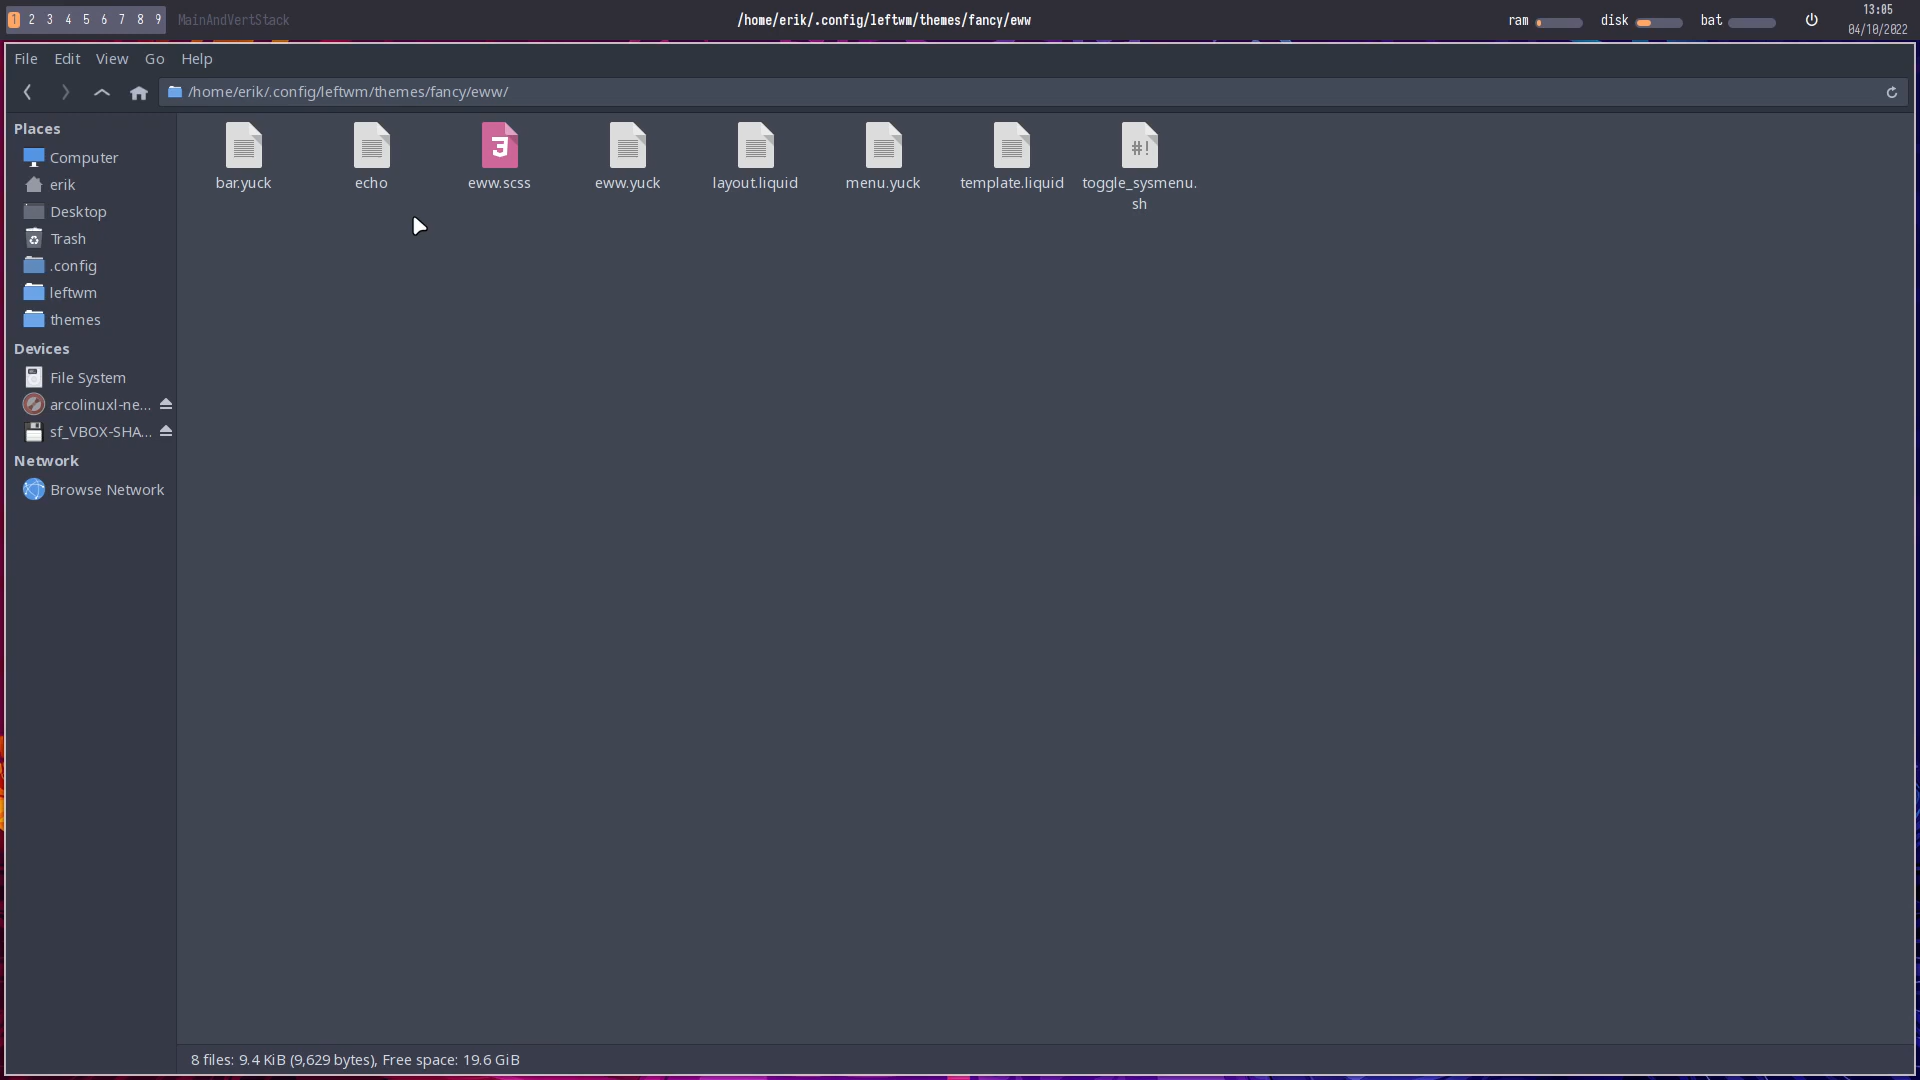 1 2 3 4 5 6 7 8 9 MainAndVertStack /home/erik/.config/leftwm/themes/fancy/eww ram disk bat 13:05
04/10/2022
File Edit View Go Help
/home/erik/.config/leftwm/themes/fancy/eww/
Places
Computer
erik
Desktop
Trash
.config
leftwm
themes
Devices
File System
arcolinuxl-ne...
sf_VBOX-SHA...
Network
Browse Network
bar.yuck
echo
3
eww.scss
eww.yuck
layout.liquid
menu.yuck
template.liquid
#!
toggle_sysmenu.
sh
8 files: 9.4 KiB (9,629 bytes), Free space: 19.6 GiB